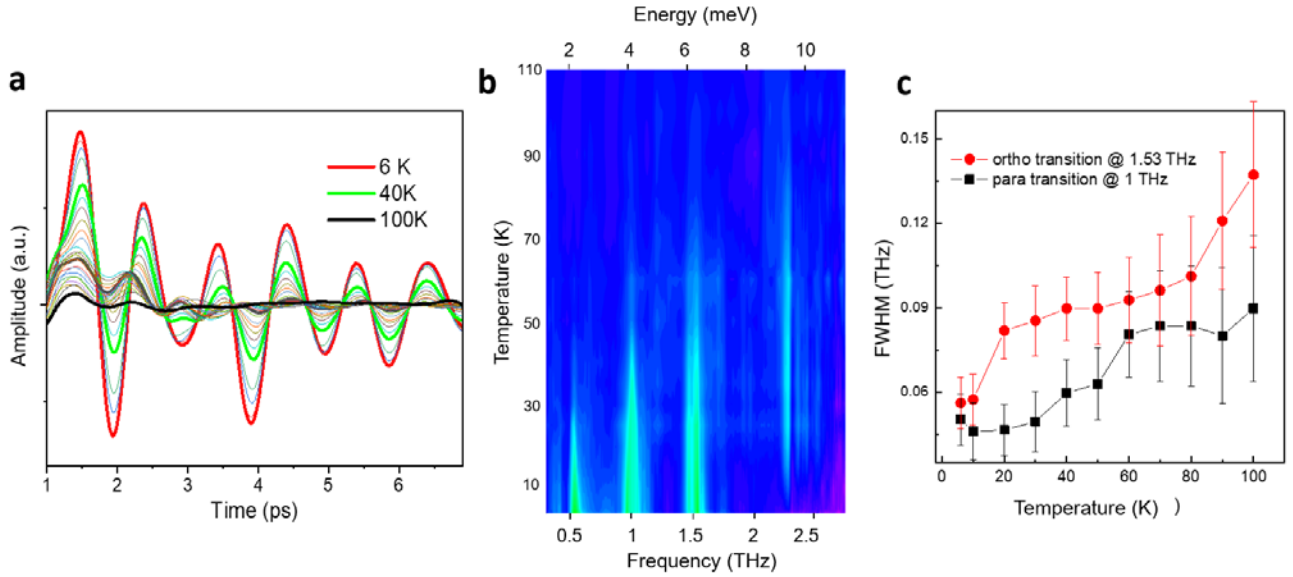 a
Amplitude (a.u.)
6 K
40K
100K
1 2 3 4 5 6
Time (ps)
b
Energy (meV)
2 4 6 8 10
Temperature (K)
110
90
70
50
30
10
0.5 1 1.5 2 2.5
Frequency (THz)
c
FWHM (THz)
0.15
0.12
0.09
0.06
ortho transition @ 1.53 THz
para transition @ 1 THz
0 20 40 60 80 100
Temperature (K )